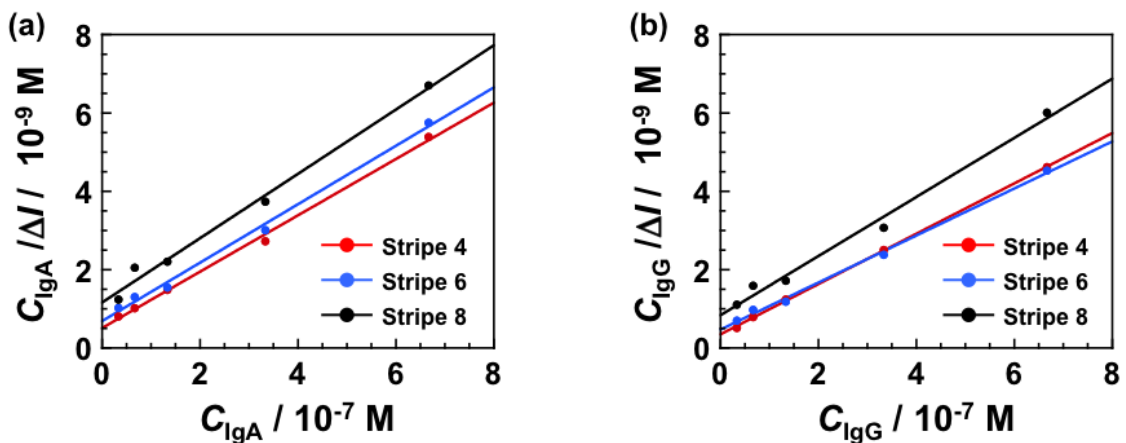 (a)
C_IgA /ΔI / 10⁻⁹ M
8
6
4
2
0
Stripe 4
Stripe 6
Stripe 8
0 2 4 6 8
C_IgA / 10⁻⁷ M
(b)
C_IgG /ΔI / 10⁻⁹ M
8
6
4
2
0
Stripe 4
Stripe 6
Stripe 8
0 2 4 6 8
C_IgG / 10⁻⁷ M